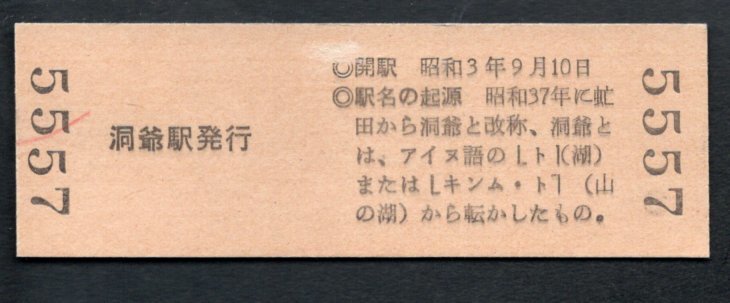 5557
洞爺駅発行
◎開駅 昭和3年9月10日
◎駅名の起源 昭和37年に虻
田から洞爺と改称、洞爺と
は、アイヌ語の「ト」(湖)
または「キンム・ト」(山
の湖)から転かしたもの。
5557